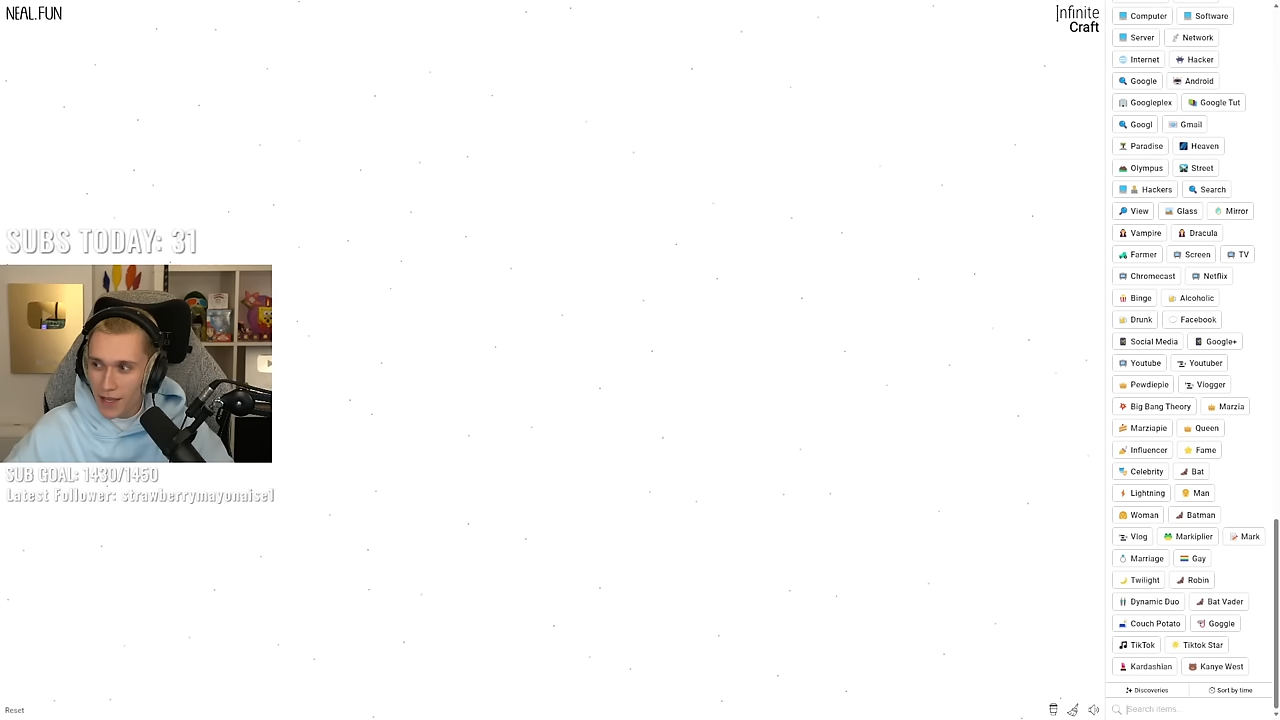 NEAL.FUN
Infinite
Craft
Computer Software
Server Network
Internet Hacker
Google Android
Googleplex Google Tut
Googl Gmail
Paradise Heaven
Olympus Street
Hackers Search
View Glass Mirror
Vampire Dracula
Farmer Screen TV
Chromecast Netflix
Binge Alcoholic
Drunk Facebook
Social Media Google+
Youtube Youtuber
Pewdiepie Vlogger
Big Bang Theory Marzia
Marziapie Queen
Influencer Fame
Celebrity Bat
Lightning Man
Woman Batman
Vlog Markiplier Mark
Marriage Gay
Twilight Robin
Dynamic Duo Bat Vader
Couch Potato Goggle
TikTok Tiktok Star
Kardashian Kanye West
Discoveries Sort by time
Search items...
SUBS TODAY: 31
SUB GOAL: 1430/1450
Latest Follower: strawberrymayonaise1
Reset